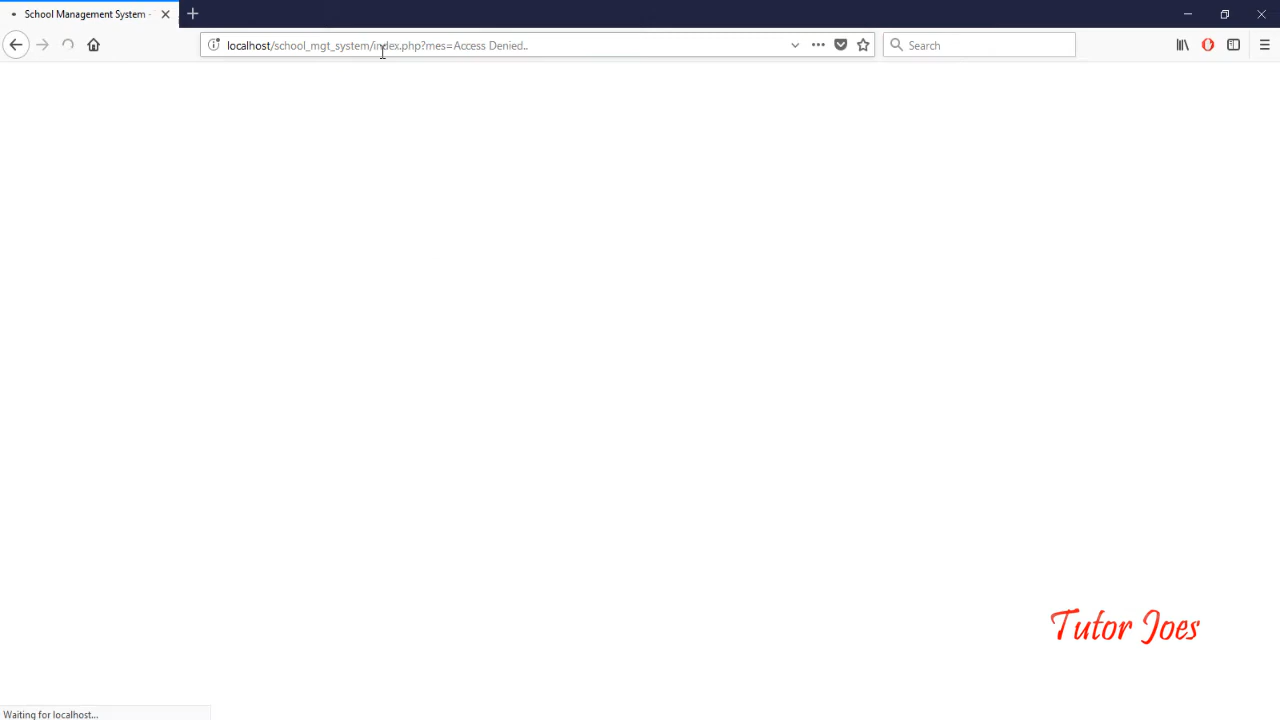 School Management System
localhost/school_mgt_system/index.php?mes=Access Denied..
Search
Tutor Joes
Waiting for localhost...